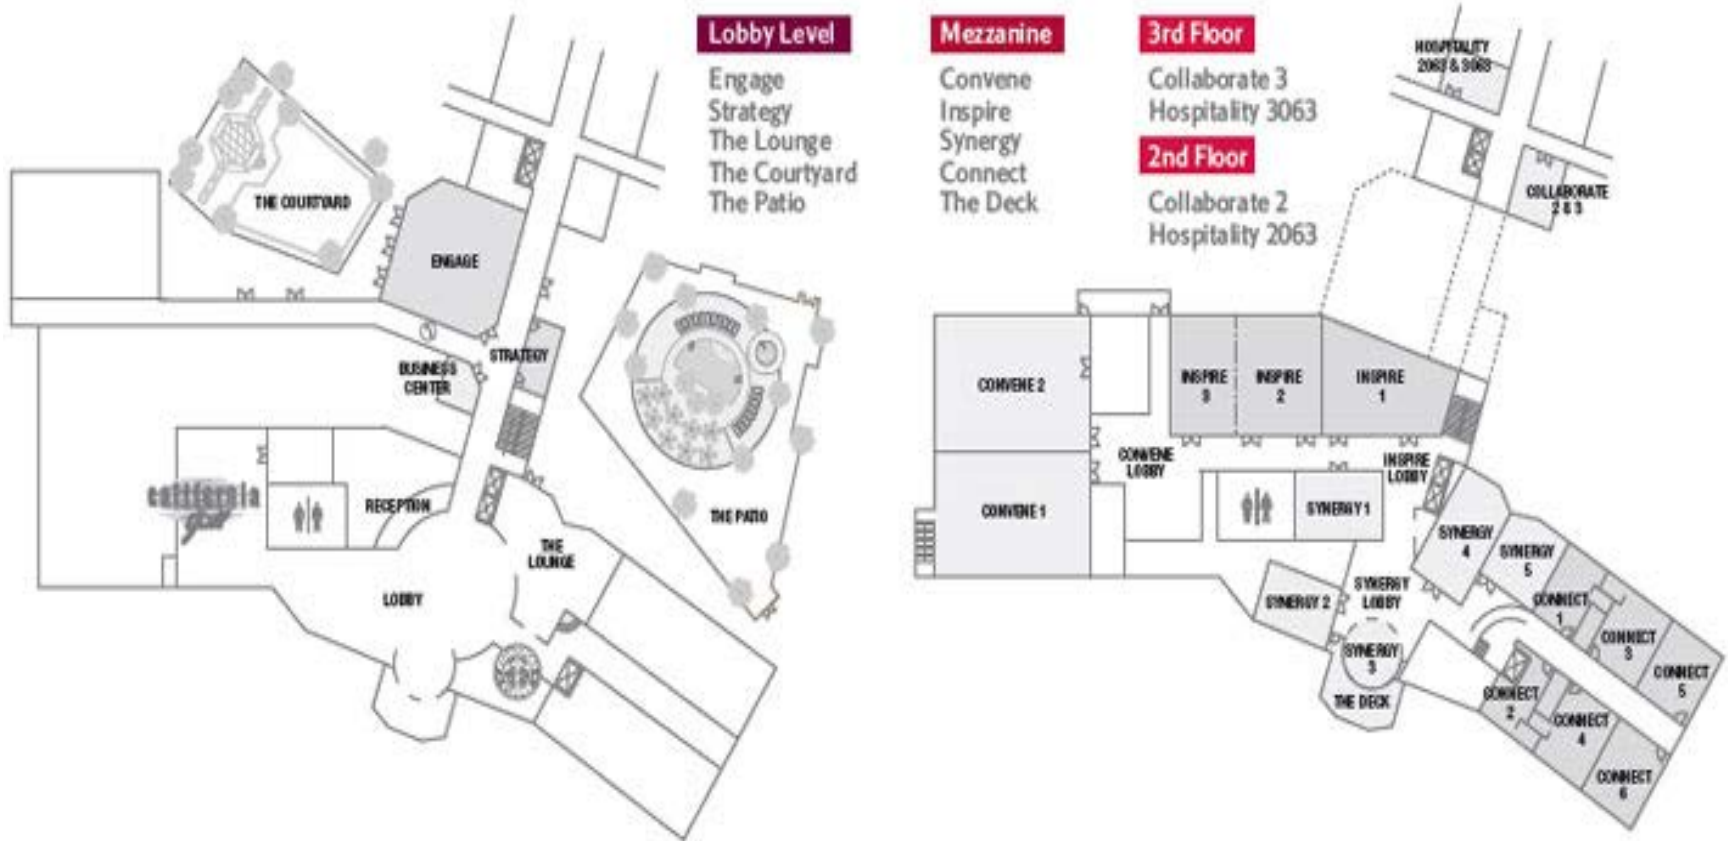 Lobby Level
Engage
Strategy
The Lounge
The Courtyard
The Patio
Mezzanine
Convene
Inspire
Synergy
Connect
The Deck
3rd Floor
Collaborate 3
Hospitality 3063
2nd Floor
Collaborate 2
Hospitality 2063
THE COURTYARD
ENGAGE
STRATEGY
BUSINESS
CENTER
RECEPTION
THE
LOUNGE
THE PATIO
LOBBY
HOSPITALITY
2063 & 3063
COLLABORATE
2 & 3
CONVENE 2
INSPIRE
3
INSPIRE
2
INSPIRE
1
CONVENE
LOBBY
INSPIRE
LOBBY
CONVENE 1
SYNERGY 1
SYNERGY
4
SYNERGY
5
SYNERGY 2
SYNERGY
LOBBY
SYNERGY
3
THE DECK
CONNECT
1
CONNECT
3
CONNECT
5
CONNECT
2
CONNECT
4
CONNECT
6